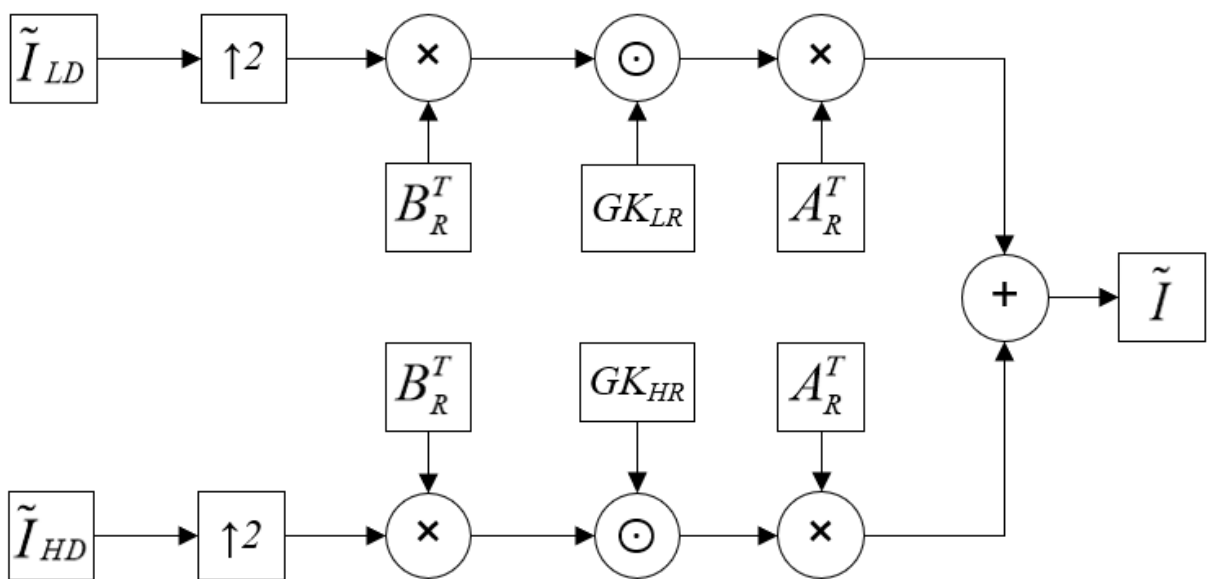 Ĩ_LD ↑2 × ⊙ ×
B_R^T GK_LR A_R^T
+ Ĩ
B_R^T GK_HR A_R^T
Ĩ_HD ↑2 × ⊙ ×